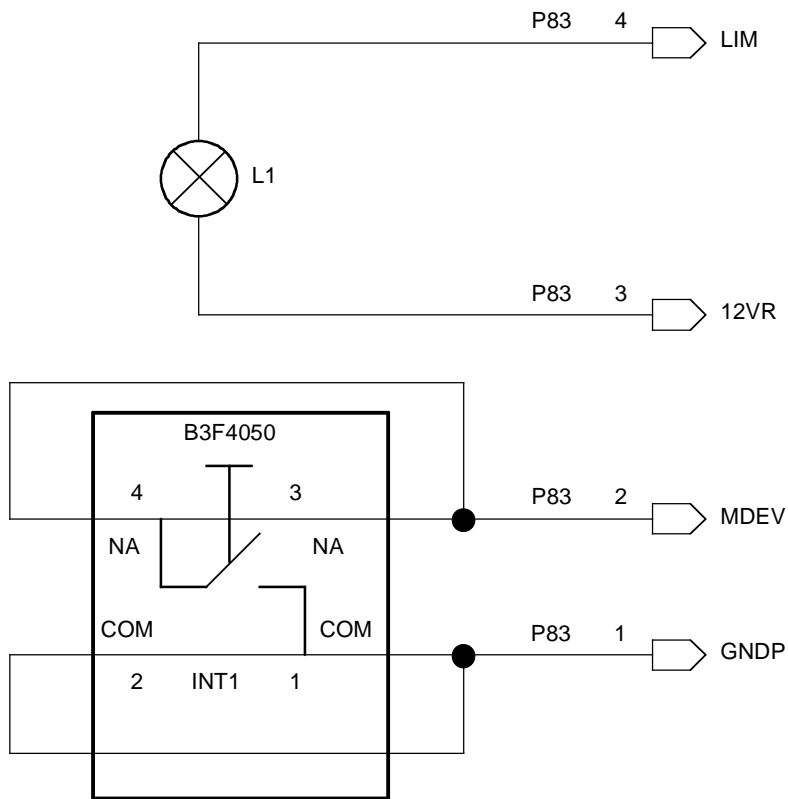 P83 4 LIM
L1
P83 3 12VR
B3F4050
4 3
P83 2 MDEV
NA NA
COM COM
P83 1 GNDP
2 INT1 1